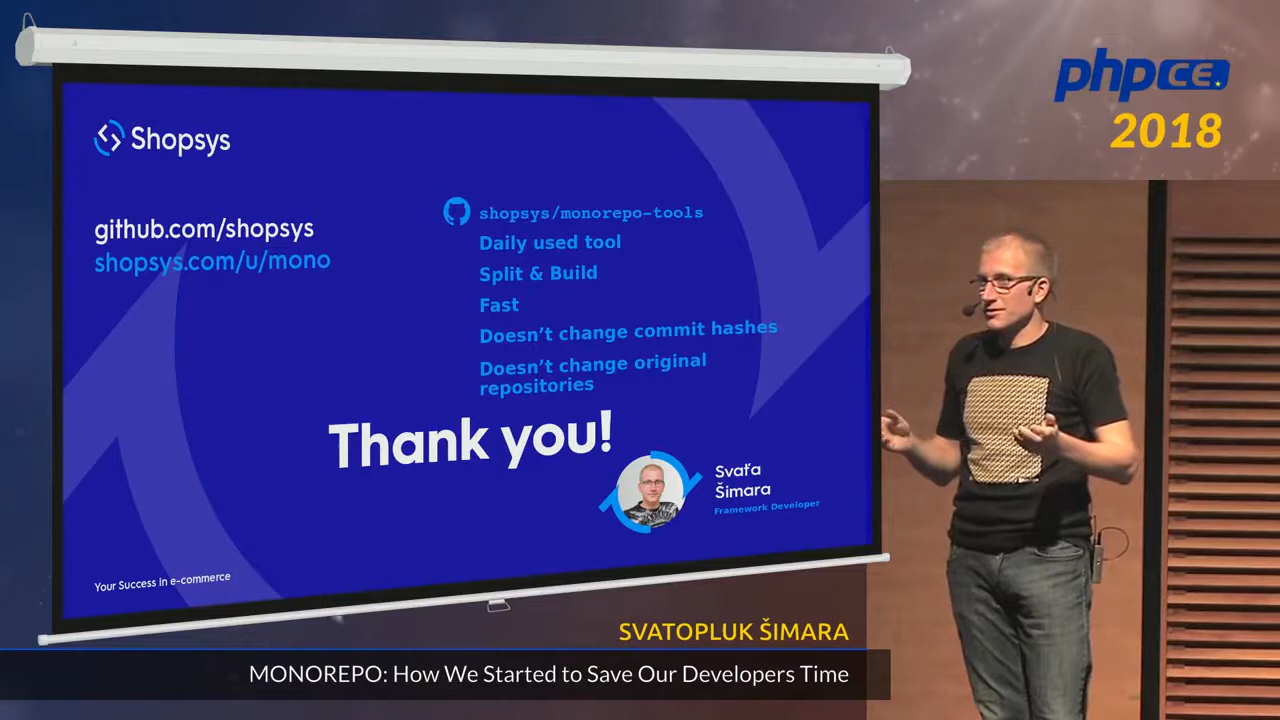 phpce
2018
Shopsys
github.com/shopsys
shopsys.com/u/mono
shopsys/monorepo-tools
Daily used tool
Split & Build
Fast
Doesn't change commit hashes
Doesn't change original
repositories
Thank you!
Svaťa
Šimara
Framework Developer
Your Success in e-commerce
SVATOPLUK ŠIMARA
MONOREPO: How We Started to Save Our Developers Time